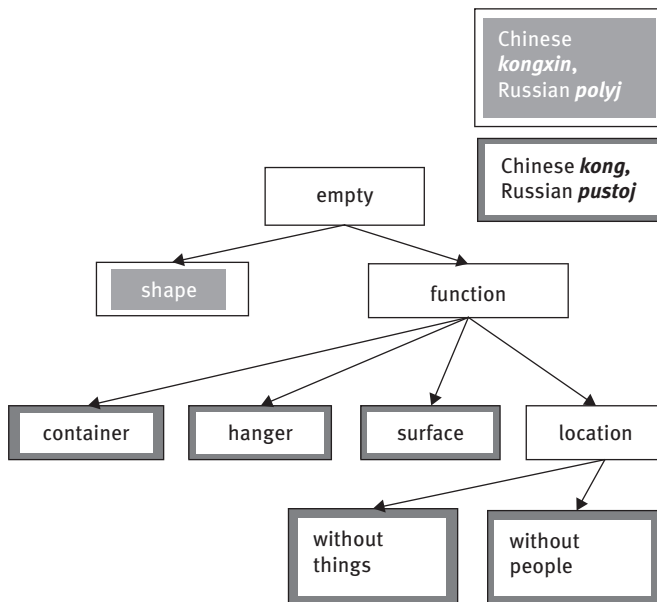 Chinese
kongxin,
Russian polyj
Chinese kong,
Russian pustoj
empty
shape
function
container
hanger
surface
location
without
things
without
people